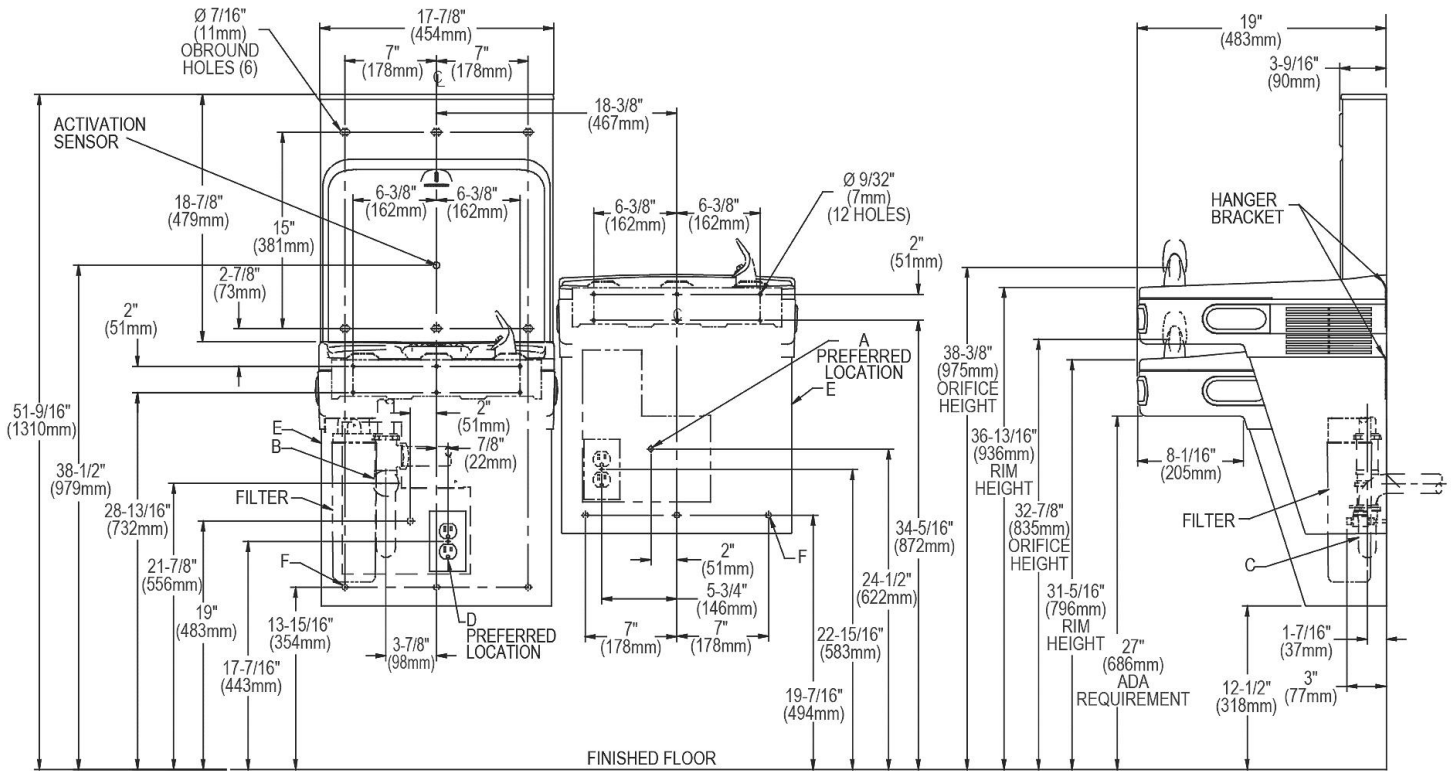 Ø 7/16"
(11mm)
OBROUND
HOLES (6)
17-7/8"
(454mm)
7"
(178mm)
7"
(178mm)
℄
18-3/8"
(467mm)
ACTIVATION
SENSOR
18-7/8"
(479mm)
15"
(381mm)
2-7/8"
(73mm)
2"
(51mm)
6-3/8"
(162mm)
6-3/8"
(162mm)
6-3/8"
(162mm)
6-3/8"
(162mm)
Ø 9/32"
(7mm)
(12 HOLES)
2"
(51mm)
℄
A
PREFERRED
LOCATION
E
51-9/16"
(1310mm)
38-1/2"
(979mm)
28-13/16"
(732mm)
21-7/8"
(556mm)
19"
(483mm)
17-7/16"
(443mm)
13-15/16"
(354mm)
E
B
FILTER
F
2"
(51mm)
7/8"
(22mm)
3-7/8"
(98mm)
D
PREFERRED
LOCATION
F
2"
(51mm)
5-3/4"
(146mm)
7"
(178mm)
7"
(178mm)
34-5/16"
(872mm)
24-1/2"
(622mm)
22-15/16"
(583mm)
19-7/16"
(494mm)
FINISHED FLOOR
19"
(483mm)
3-9/16"
(90mm)
HANGER
BRACKET
38-3/8"
(975mm)
ORIFICE
HEIGHT
36-13/16"
(936mm)
RIM
HEIGHT
32-7/8"
(835mm)
ORIFICE
HEIGHT
31-5/16"
(796mm)
RIM
HEIGHT
27"
(686mm)
ADA
REQUIREMENT
8-1/16"
(205mm)
FILTER
C
12-1/2"
(318mm)
1-7/16"
(37mm)
3"
(77mm)